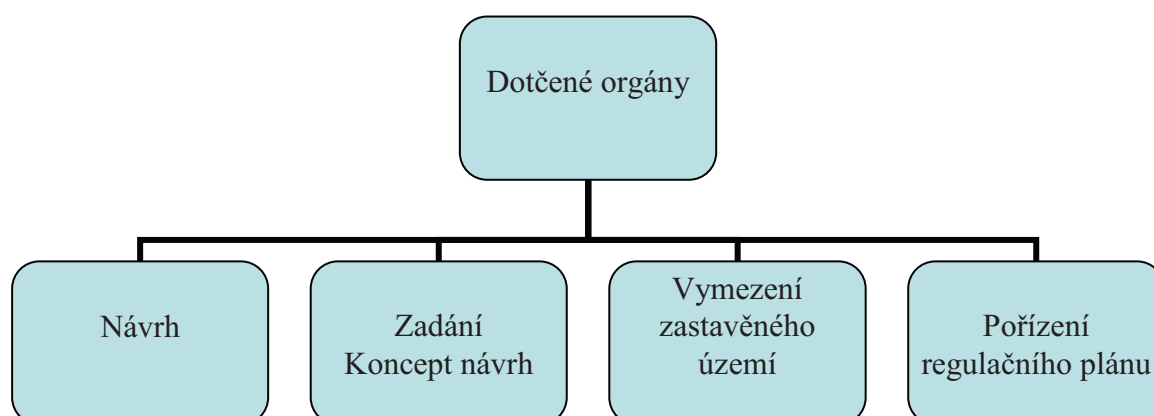 Dotčené orgány
Návrh
Zadání
Koncept návrh
Vymezení
zastavěného
území
Pořízení
regulačního plánu